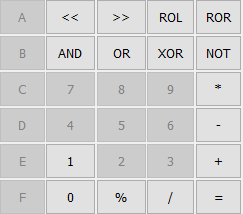 A << >> ROL ROR
B AND OR XOR NOT
C 7 8 9 *
D 4 5 6 -
E 1 2 3 +
F 0 % / =